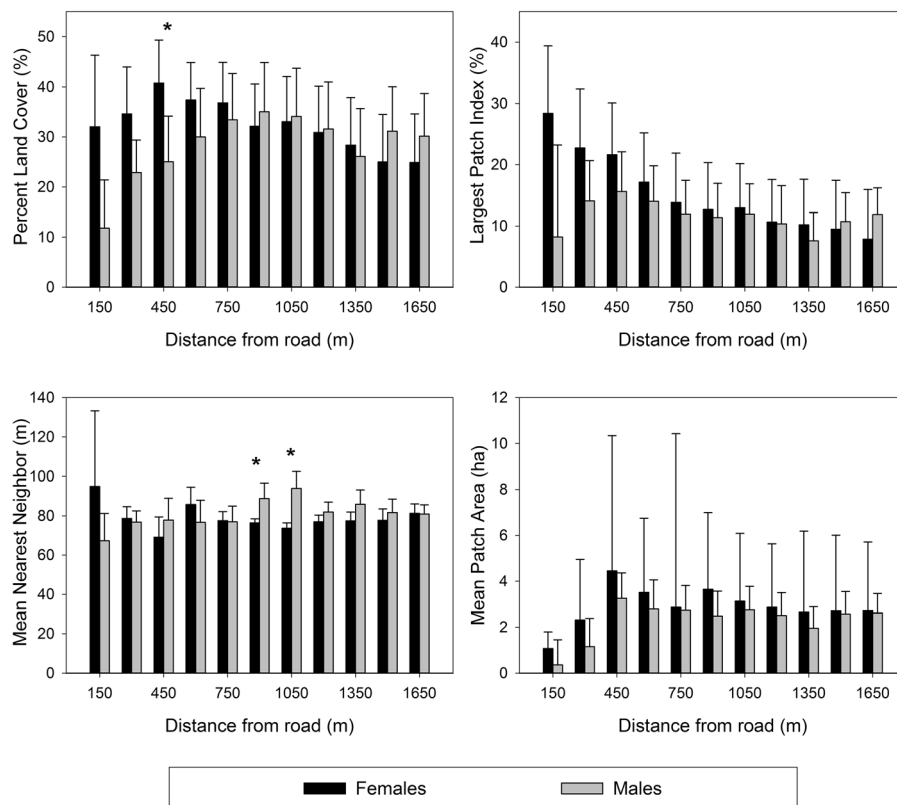 *
50
40
30
20
10
0
Percent Land Cover (%)
150 450 750 1050 1350 1650
Distance from road (m)
40
30
20
10
0
Largest Patch Index (%)
150 450 750 1050 1350 1650
Distance from road (m)
140
120
100
80
60
40
20
0
Mean Nearest Neighbor (m)
* *
150 450 750 1050 1350 1650
Distance from road (m)
12
10
8
6
4
2
0
Mean Patch Area (ha)
150 450 750 1050 1350 1650
Distance from road (m)
Females Males